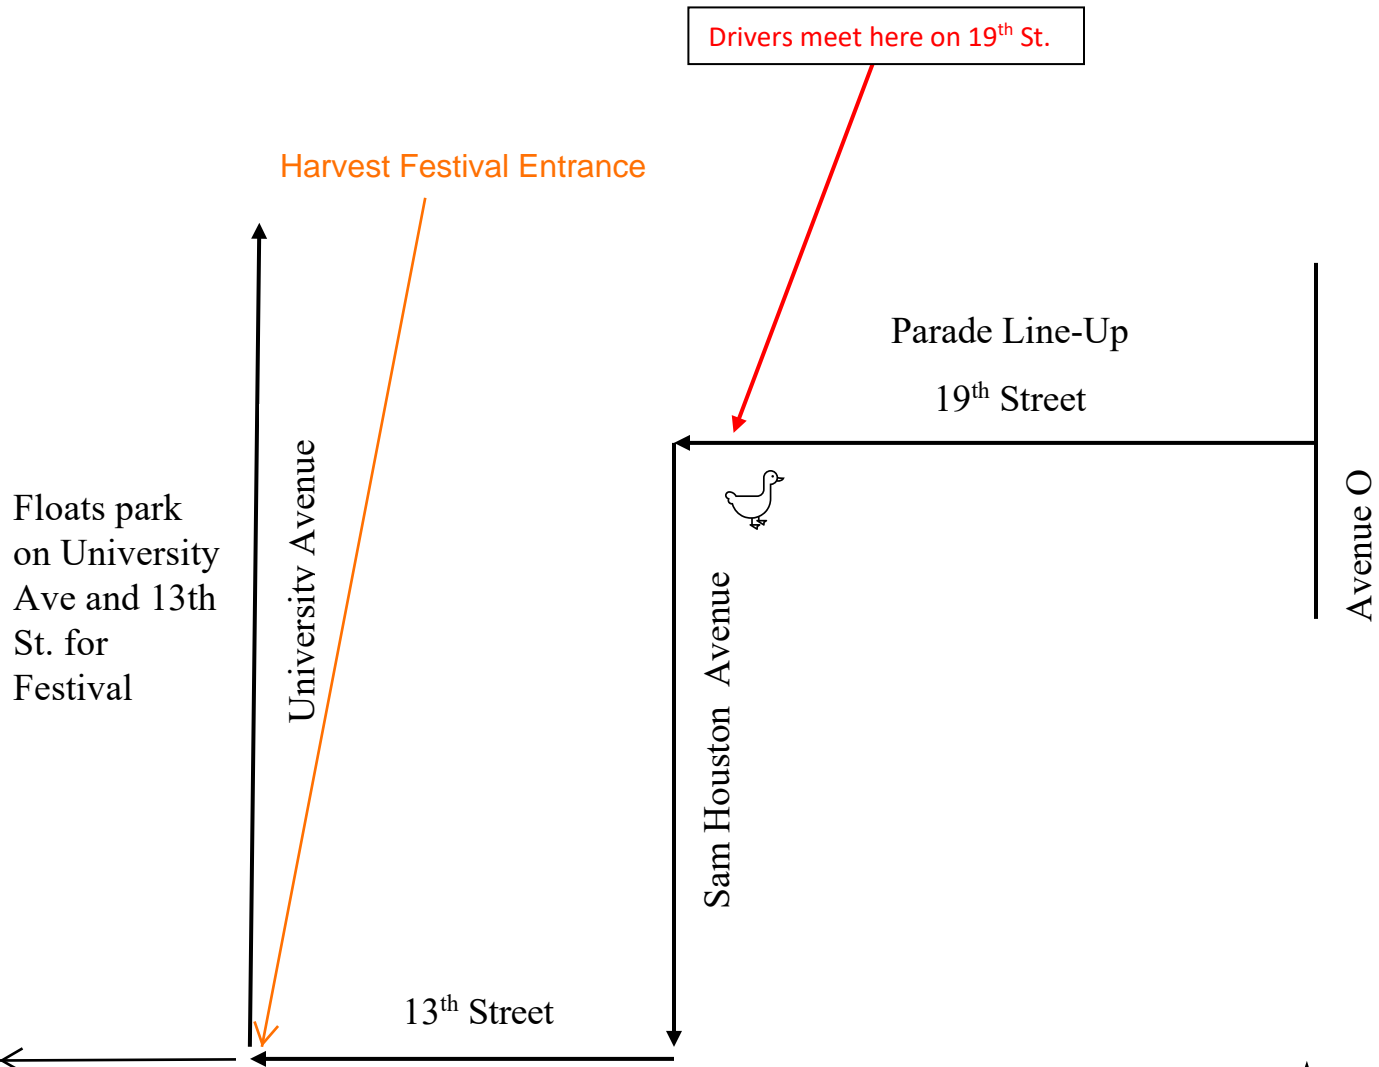 Drivers meet here on 19th St.
Harvest Festival Entrance
Parade Line-Up
19th Street
Floats park
on University
Ave and 13th
St. for
Festival
University Avenue
Sam Houston Avenue
Avenue O
13th Street